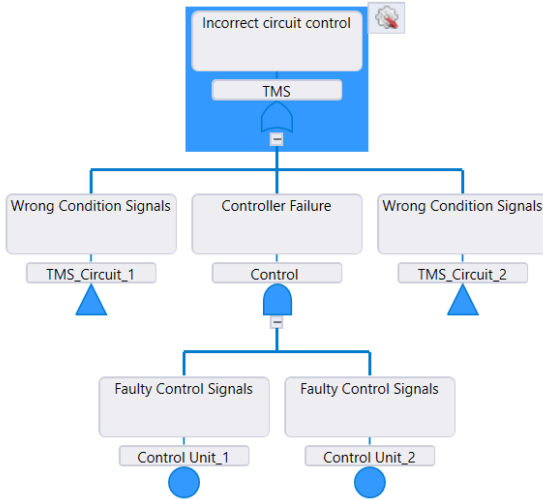 Incorrect circuit control
TMS
Wrong Condition Signals
Controller Failure
Wrong Condition Signals
TMS_Circuit_1
Control
TMS_Circuit_2
Faulty Control Signals
Faulty Control Signals
Control Unit_1
Control Unit_2